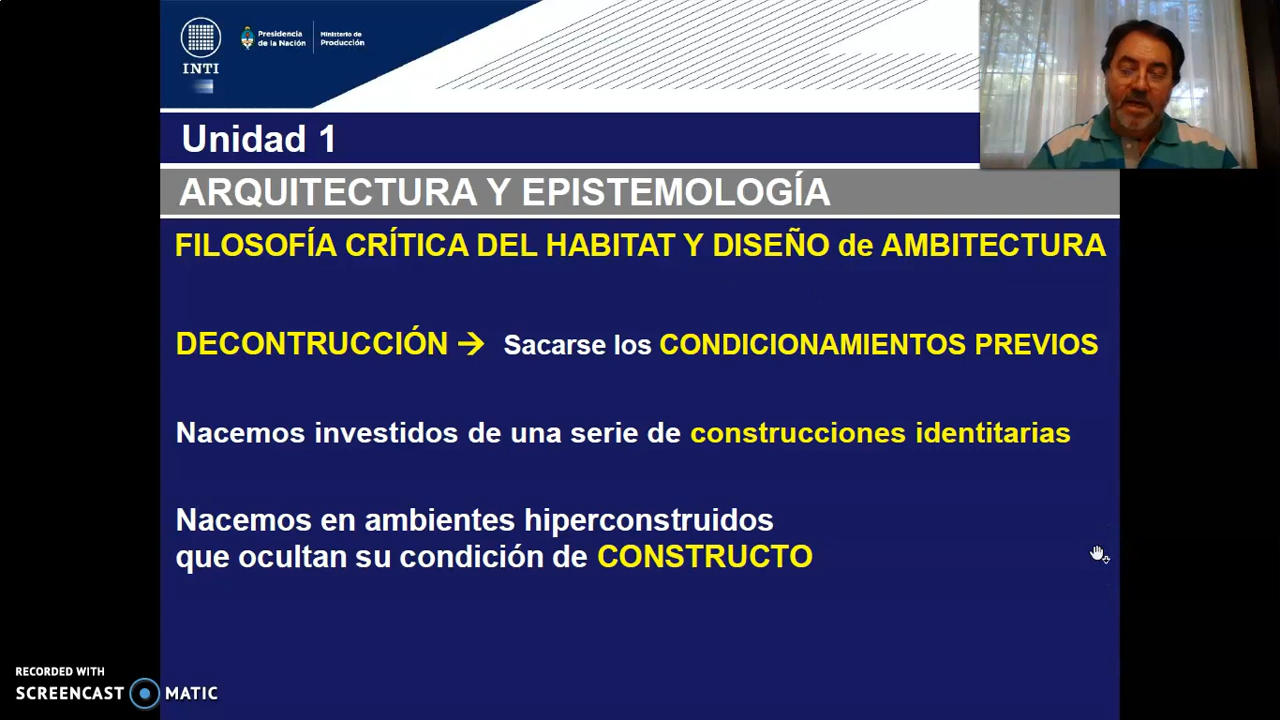 INTI
Presidencia
de la Nación
Ministerio de
Producción
Unidad 1
ARQUITECTURA Y EPISTEMOLOGÍA
FILOSOFÍA CRÍTICA DEL HABITAT Y DISEÑO de AMBITECTURA
DECONTRUCCIÓN → Sacarse los CONDICIONAMIENTOS PREVIOS
Nacemos investidos de una serie de construcciones identitarias
Nacemos en ambientes hiperconstruidos
que ocultan su condición de CONSTRUCTO
RECORDED WITH
SCREENCAST MATIC